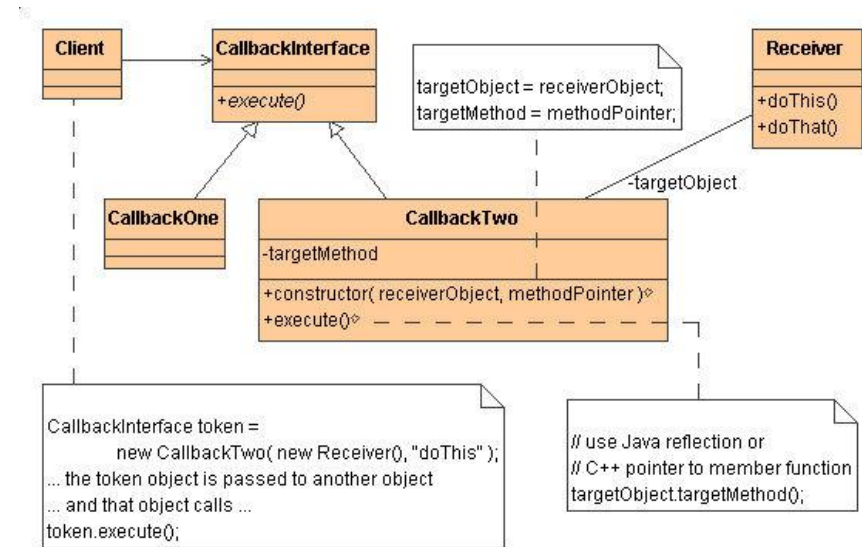 Client
CallbackInterface
+execute()
targetObject = receiverObject;
targetMethod = methodPointer;
Receiver
+doThis()
+doThat()
-targetObject
CallbackOne
CallbackTwo
-targetMethod
+constructor( receiverObject, methodPointer )
+execute()
CallbackInterface token =
new CallbackTwo( new Receiver(), "doThis" );
... the token object is passed to another object
... and that object calls ...
token.execute();
// use Java reflection or
// C++ pointer to member function
targetObject.targetMethod();